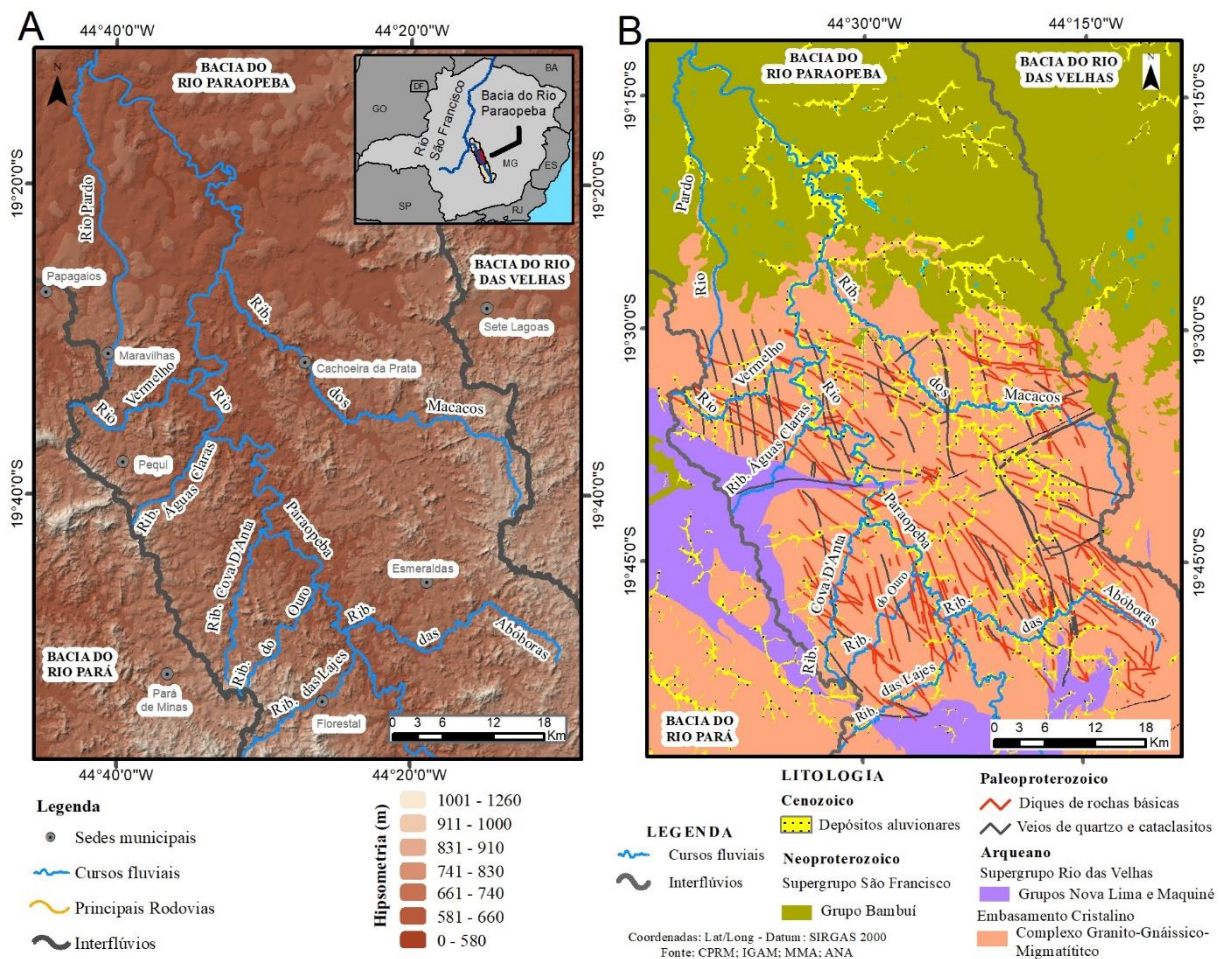 A
44°40'0"W
44°20'0"W
BACIA DO
RIO PARAOPEBA
N
BA
GO
DF
Rio
São Francisco
Bacia do Rio
Paraopeba
MG
ES
SP
RJ
19°20'0"S
19°20'0"S
Rio Pardo
BACIA DO RIO
DAS VELHAS
Papagaios
Sete Lagoas
Rib.
Maravilhas
Cachoeira da Prata
Vermelho
Rio
dos
Macacos
Rio
Pequi
Rib. Águas Claras
19°40'0"S
19°40'0"S
Paraopeba
Rib. Cova D'Anta
Esmeraldas
Rib. do Ouro
Rib.
das
Abóboras
BACIA DO
RIO PARÁ
Pará
de Minas
Rib. das Lajes
Florestal
0 3 6 12 18
Km
44°40'0"W
44°20'0"W
Legenda
Sedes municipais
Cursos fluviais
Principais Rodovias
Interflúvios
Hipsometria (m)
1001 - 1260
911 - 1000
831 - 910
741 - 830
661 - 740
581 - 660
0 - 580
B
44°30'0"W
44°15'0"W
BACIA DO
RIO PARAOPEBA
BACIA DO RIO
DAS VELHAS
N
19°15'0"S
19°15'0"S
Pardo
Rio
Rib.
19°30'0"S
19°30'0"S
Vermelho
Rio
Rio
dos
Macacos
Rib. Águas Claras
Paraopeba
19°45'0"S
19°45'0"S
Cova D'Anta
Rib.
do Ouro
Rib.
Rib.
das
Abóboras
Rib. das Lajes
BACIA DO
RIO PARÁ
0 3 6 12 18
Km
44°30'0"W
44°15'0"W
LEGENDA
Cursos fluviais
Interflúvios
LITOLOGIA
Cenozoico
Depósitos aluvionares
Neoproterozoico
Supergrupo São Francisco
Grupo Bambuí
Paleoproterozoico
Diques de rochas básicas
Veios de quartzo e cataclasitos
Arqueano
Supergrupo Rio das Velhas
Grupos Nova Lima e Maquiné
Embasamento Cristalino
Complexo Granito-Gnáissico-
Migmatítitco
Coordenadas: Lat/Long - Datum: SIRGAS 2000
Fonte: CPRM; IGAM; MMA; ANA